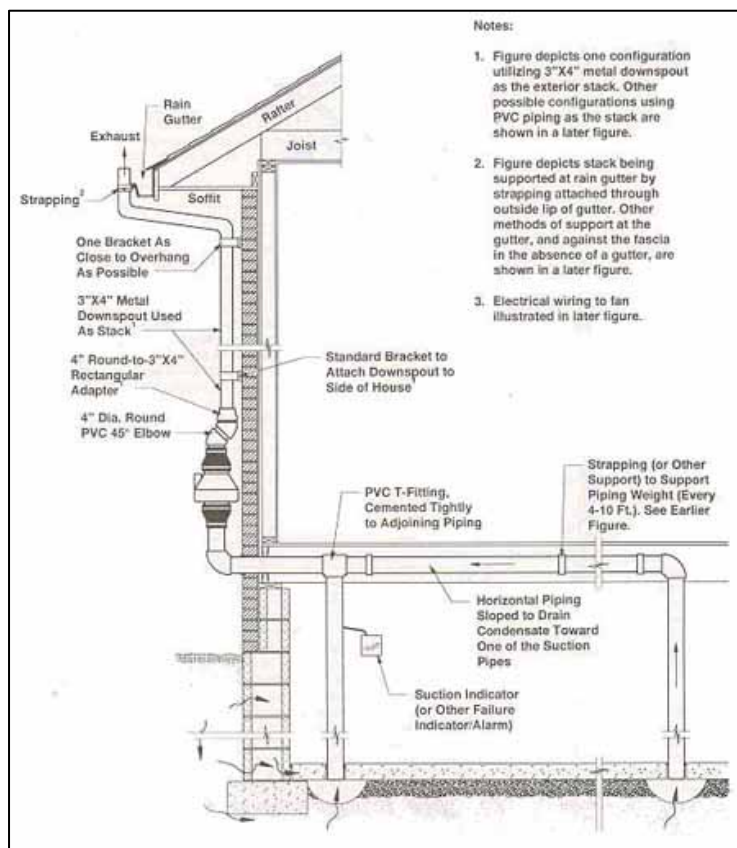 Notes:
1. Figure depicts one configuration
utilizing 3"X4" metal downspout
as the exterior stack. Other
possible configurations using
PVC piping as the stack are
shown in a later figure.
2. Figure depicts stack being
supported at rain gutter by
strapping attached through
outside lip of gutter. Other
methods of support at the
gutter, and against the fascia
in the absence of a gutter, are
shown in a later figure.
3. Electrical wiring to fan
illustrated in later figure.
Rain
Gutter
Exhaust
Rafter
Joist
Strapping²
Soffit
One Bracket As
Close to Overhang
As Possible
3"X4" Metal
Downspout Used
As Stack¹
4" Round-to-3"X4"
Rectangular
Adapter¹
4" Dia. Round
PVC 45° Elbow
Standard Bracket to
Attach Downspout to
Side of House¹
PVC T-Fitting,
Cemented Tightly
to Adjoining Piping
Strapping (or Other
Support) to Support
Piping Weight (Every
4-10 Ft.). See Earlier
Figure.
Horizontal Piping
Sloped to Drain
Condensate Toward
One of the Suction
Pipes
Suction Indicator
(or Other Failure
Indicator/Alarm)